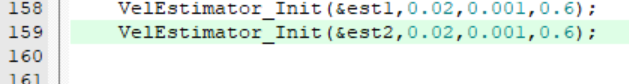 158 VelEstimator_Init(&est1,0.02,0.001,0.6);
159 VelEstimator_Init(&est2,0.02,0.001,0.6);
160
161